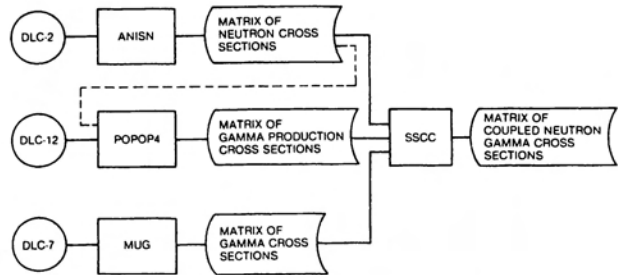 DLC-2
ANISN
MATRIX OF
NEUTRON CROSS
SECTIONS
DLC-12
POPOP4
MATRIX OF
GAMMA PRODUCTION
CROSS SECTIONS
SSCC
MATRIX OF
COUPLED NEUTRON
GAMMA CROSS
SECTIONS
DLC-7
MUG
MATRIX OF
GAMMA CROSS
SECTIONS